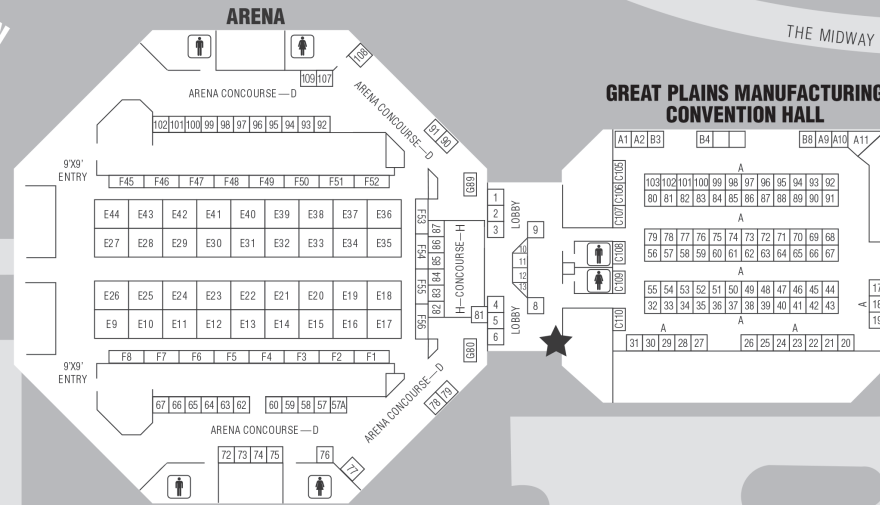 ARENA
THE MIDWAY
GREAT PLAINS MANUFACTURING
CONVENTION HALL
108
109 107
ARENA CONCOURSE—D
ARENA CONCOURSE—D
91 90
102 101 100 99 98 97 96 95 94 93 92
9'X9'
ENTRY
F45 F46 F47 F48 F49 F50 F51 F52
E44 E43 E42 E41 E40 E39 E38 E37 E36
E27 E28 E29 E30 E31 E32 E33 E34 E35
E26 E25 E24 E23 E22 E21 E20 E19 E18
E9 E10 E11 E12 E13 E14 E15 E16 E17
F53
F54
F55
F56
F8 F7 F6 F5 F4 F3 F2 F1
9'X9'
ENTRY
67 66 65 64 63 62 60 59 58 57 57A
ARENA CONCOURSE—D
ARENA CONCOURSE—D
78 79
72 73 74 75 76
77
87
86
85
84
83
82
H-CONCOURSE-H
81
G89
G80
1
2
3
LOBBY
9
10
11
12
13
8
4
5
6
LOBBY
A1 A2 B3 B4 B8 A9 A10 A11
C105
C106
C107
C108
C109
C110
A
103 102 101 100 99 98 97 96 95 94 93 92
80 81 82 83 84 85 86 87 88 89 90 91
A
79 78 77 76 75 74 73 72 71 70 69 68
56 57 58 59 60 61 62 63 64 65 66 67
A
55 54 53 52 51 50 49 48 47 46 45 44
32 33 34 35 36 37 38 39 40 41 42 43
A A A
31 30 29 28 27 26 25 24 23 22 21 20
A
17
18
19